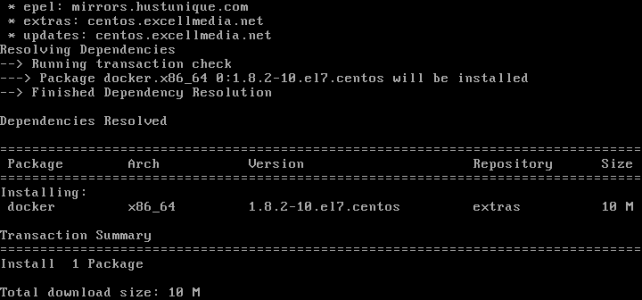 * epel: mirrors.hustunique.com
* extras: centos.excellmedia.net
* updates: centos.excellmedia.net
Resolving Dependencies
--> Running transaction check
---> Package docker.x86_64 0:1.8.2-10.el7.centos will be installed
--> Finished Dependency Resolution
Dependencies Resolved
================================================================================
Package Arch Version Repository Size
================================================================================
Installing:
docker x86_64 1.8.2-10.el7.centos extras 10 M
Transaction Summary
================================================================================
Install 1 Package
Total download size: 10 M